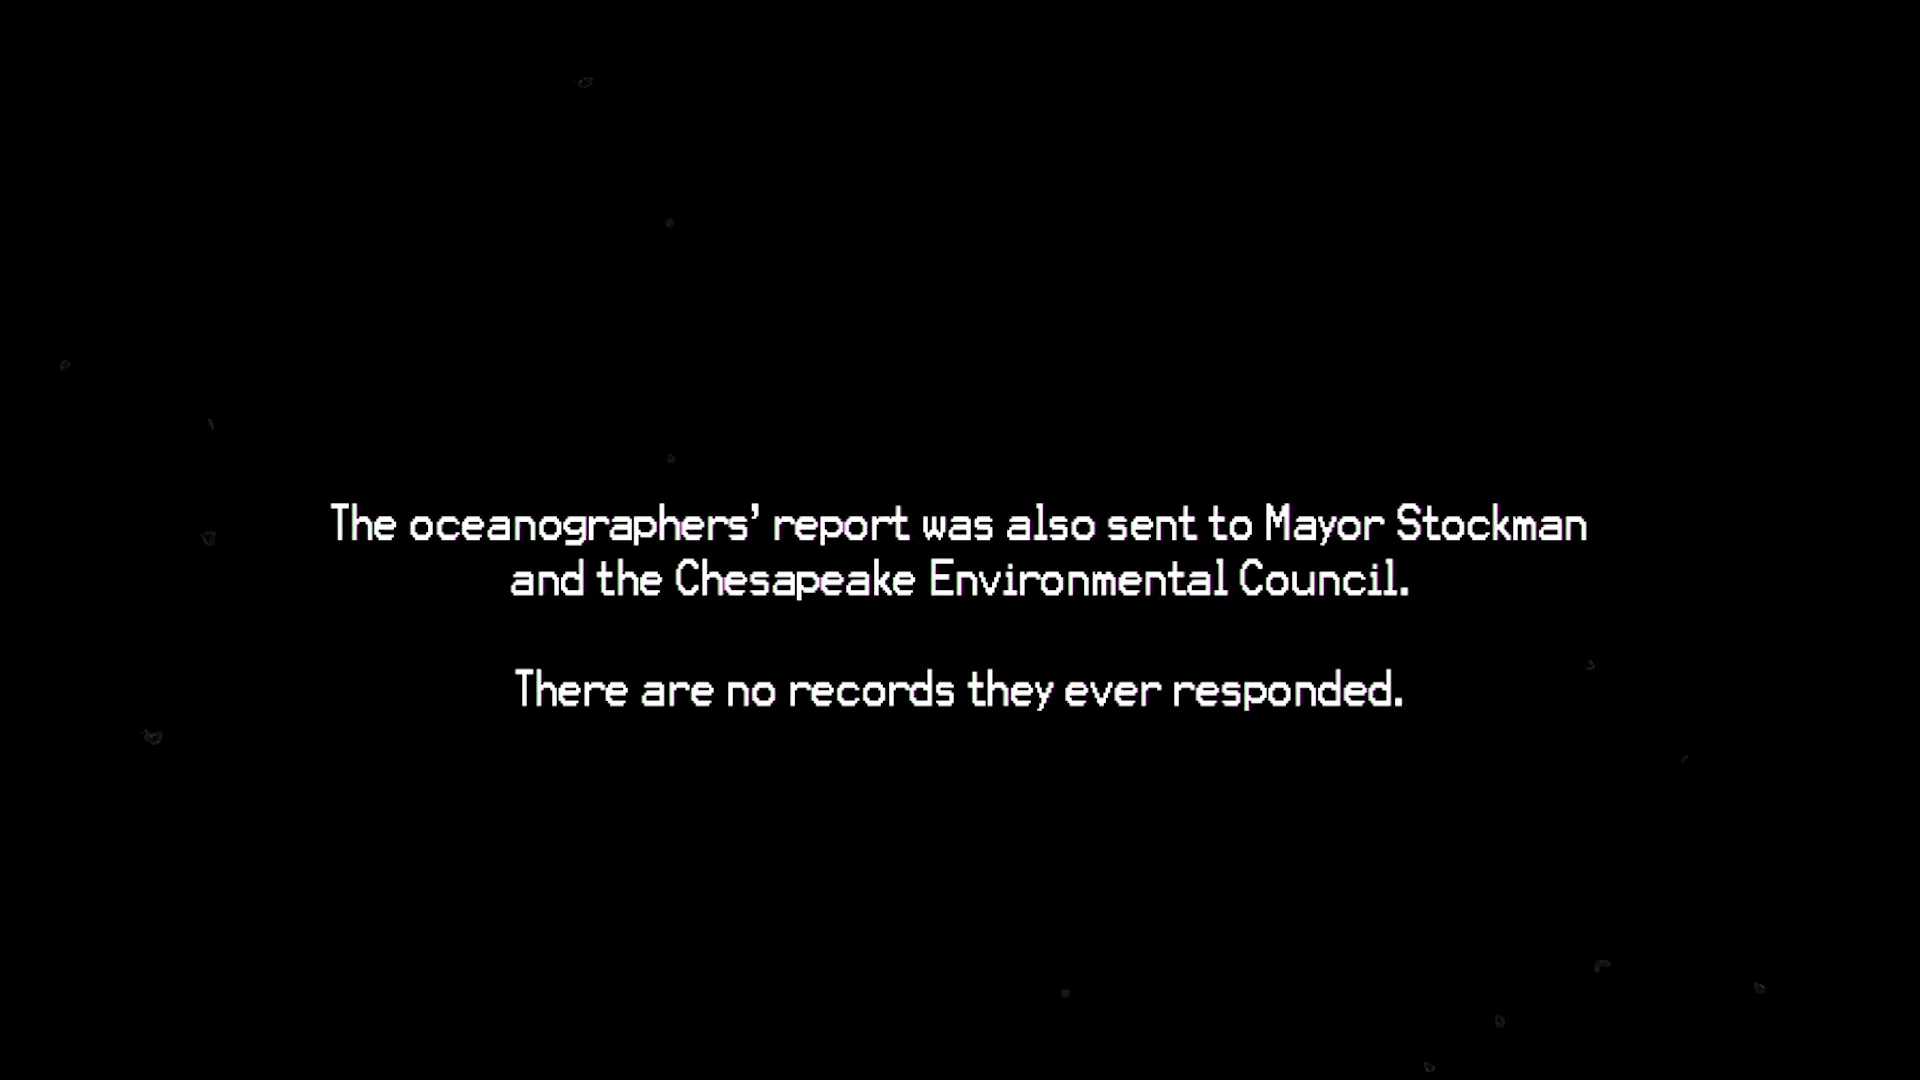 The oceanographers' report was also sent to Mayor Stockman
and the Chesapeake Environmental Council.
There are no records they ever responded.